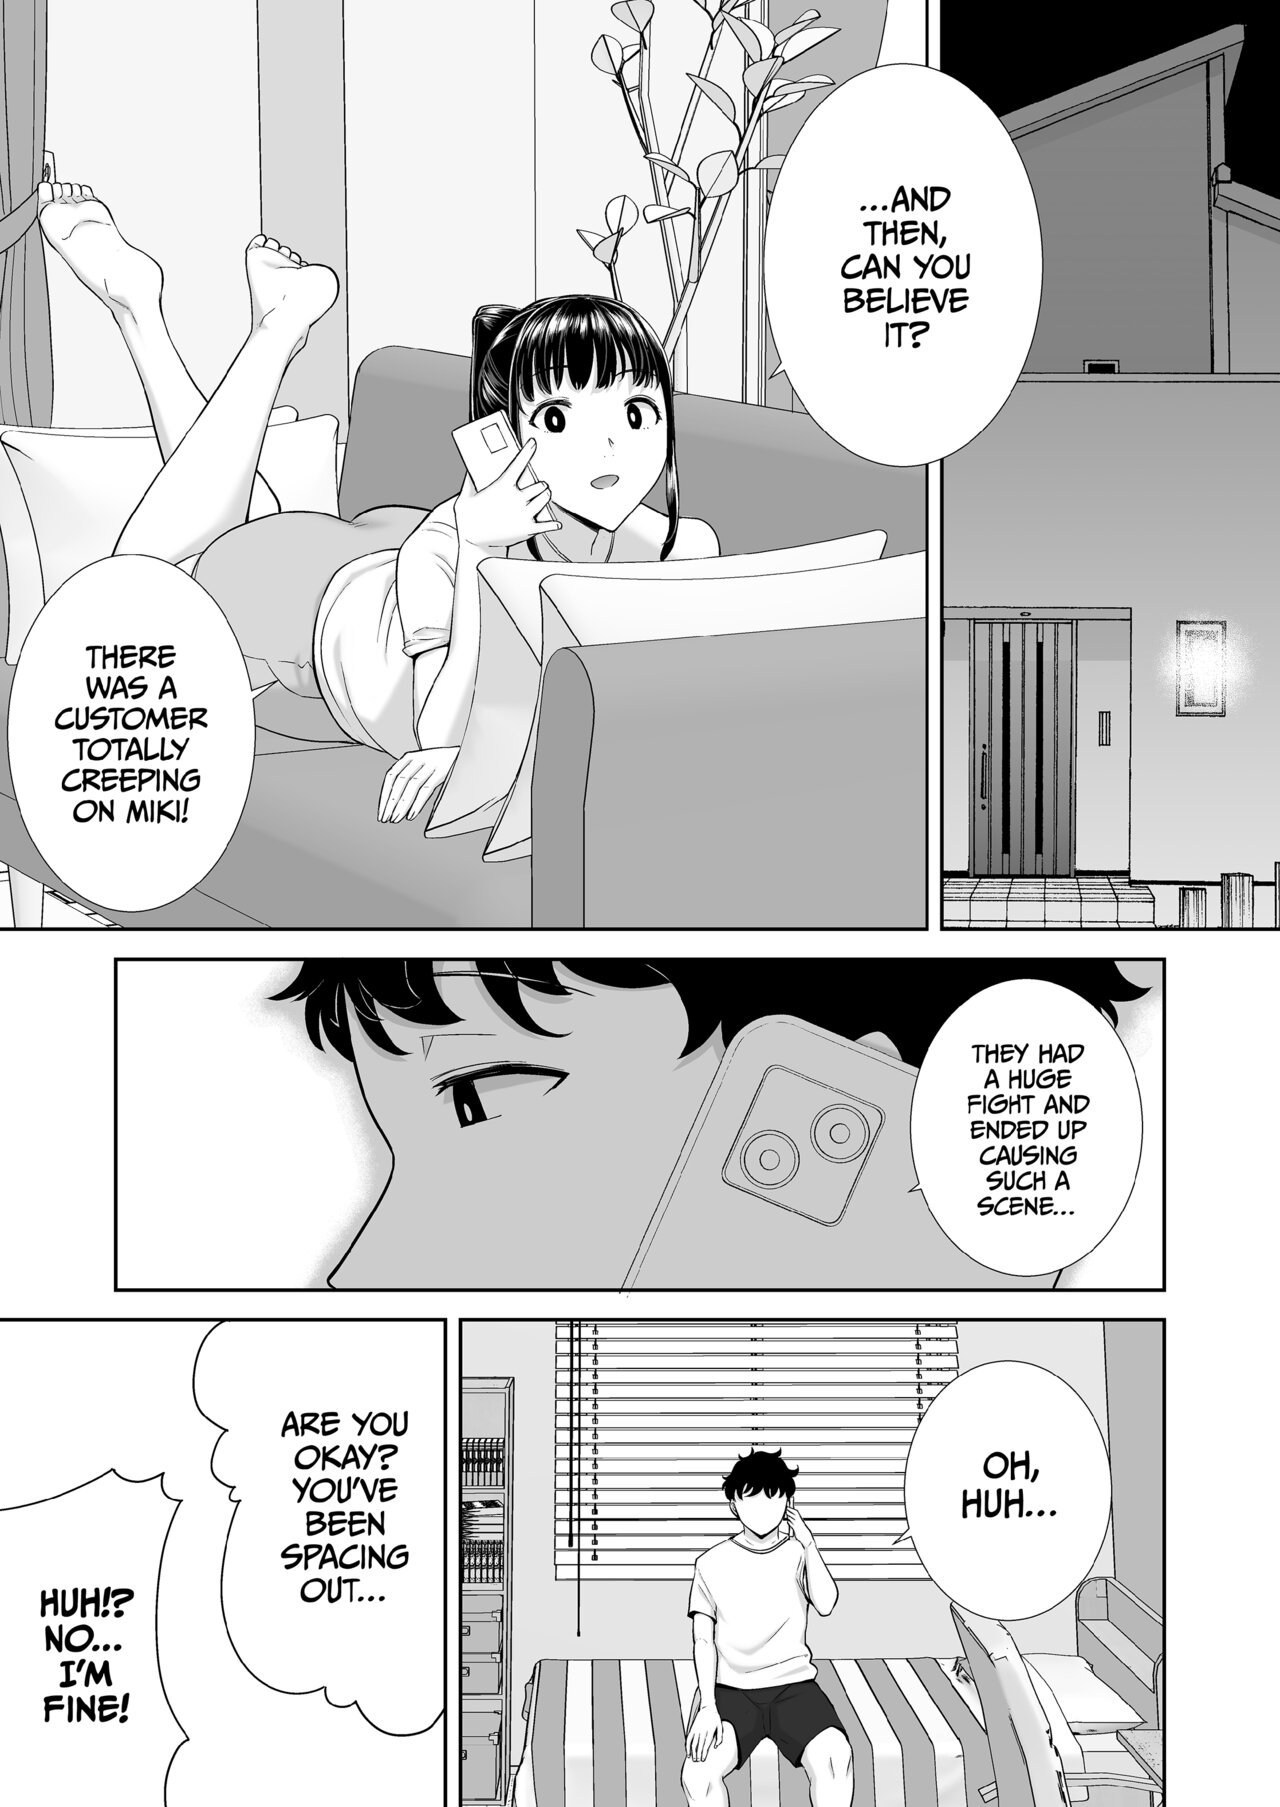 ...AND
THEN,
CAN YOU
BELIEVE
IT?
THERE
WAS A
CUSTOMER
TOTALLY
CREEPING
ON MIKI!
THEY HAD
A HUGE
FIGHT AND
ENDED UP
CAUSING
SUCH A
SCENE...
OH,
HUH...
ARE YOU
OKAY?
YOU'VE
BEEN
SPACING
OUT...
HUH!?
NO...
I'M
FINE!